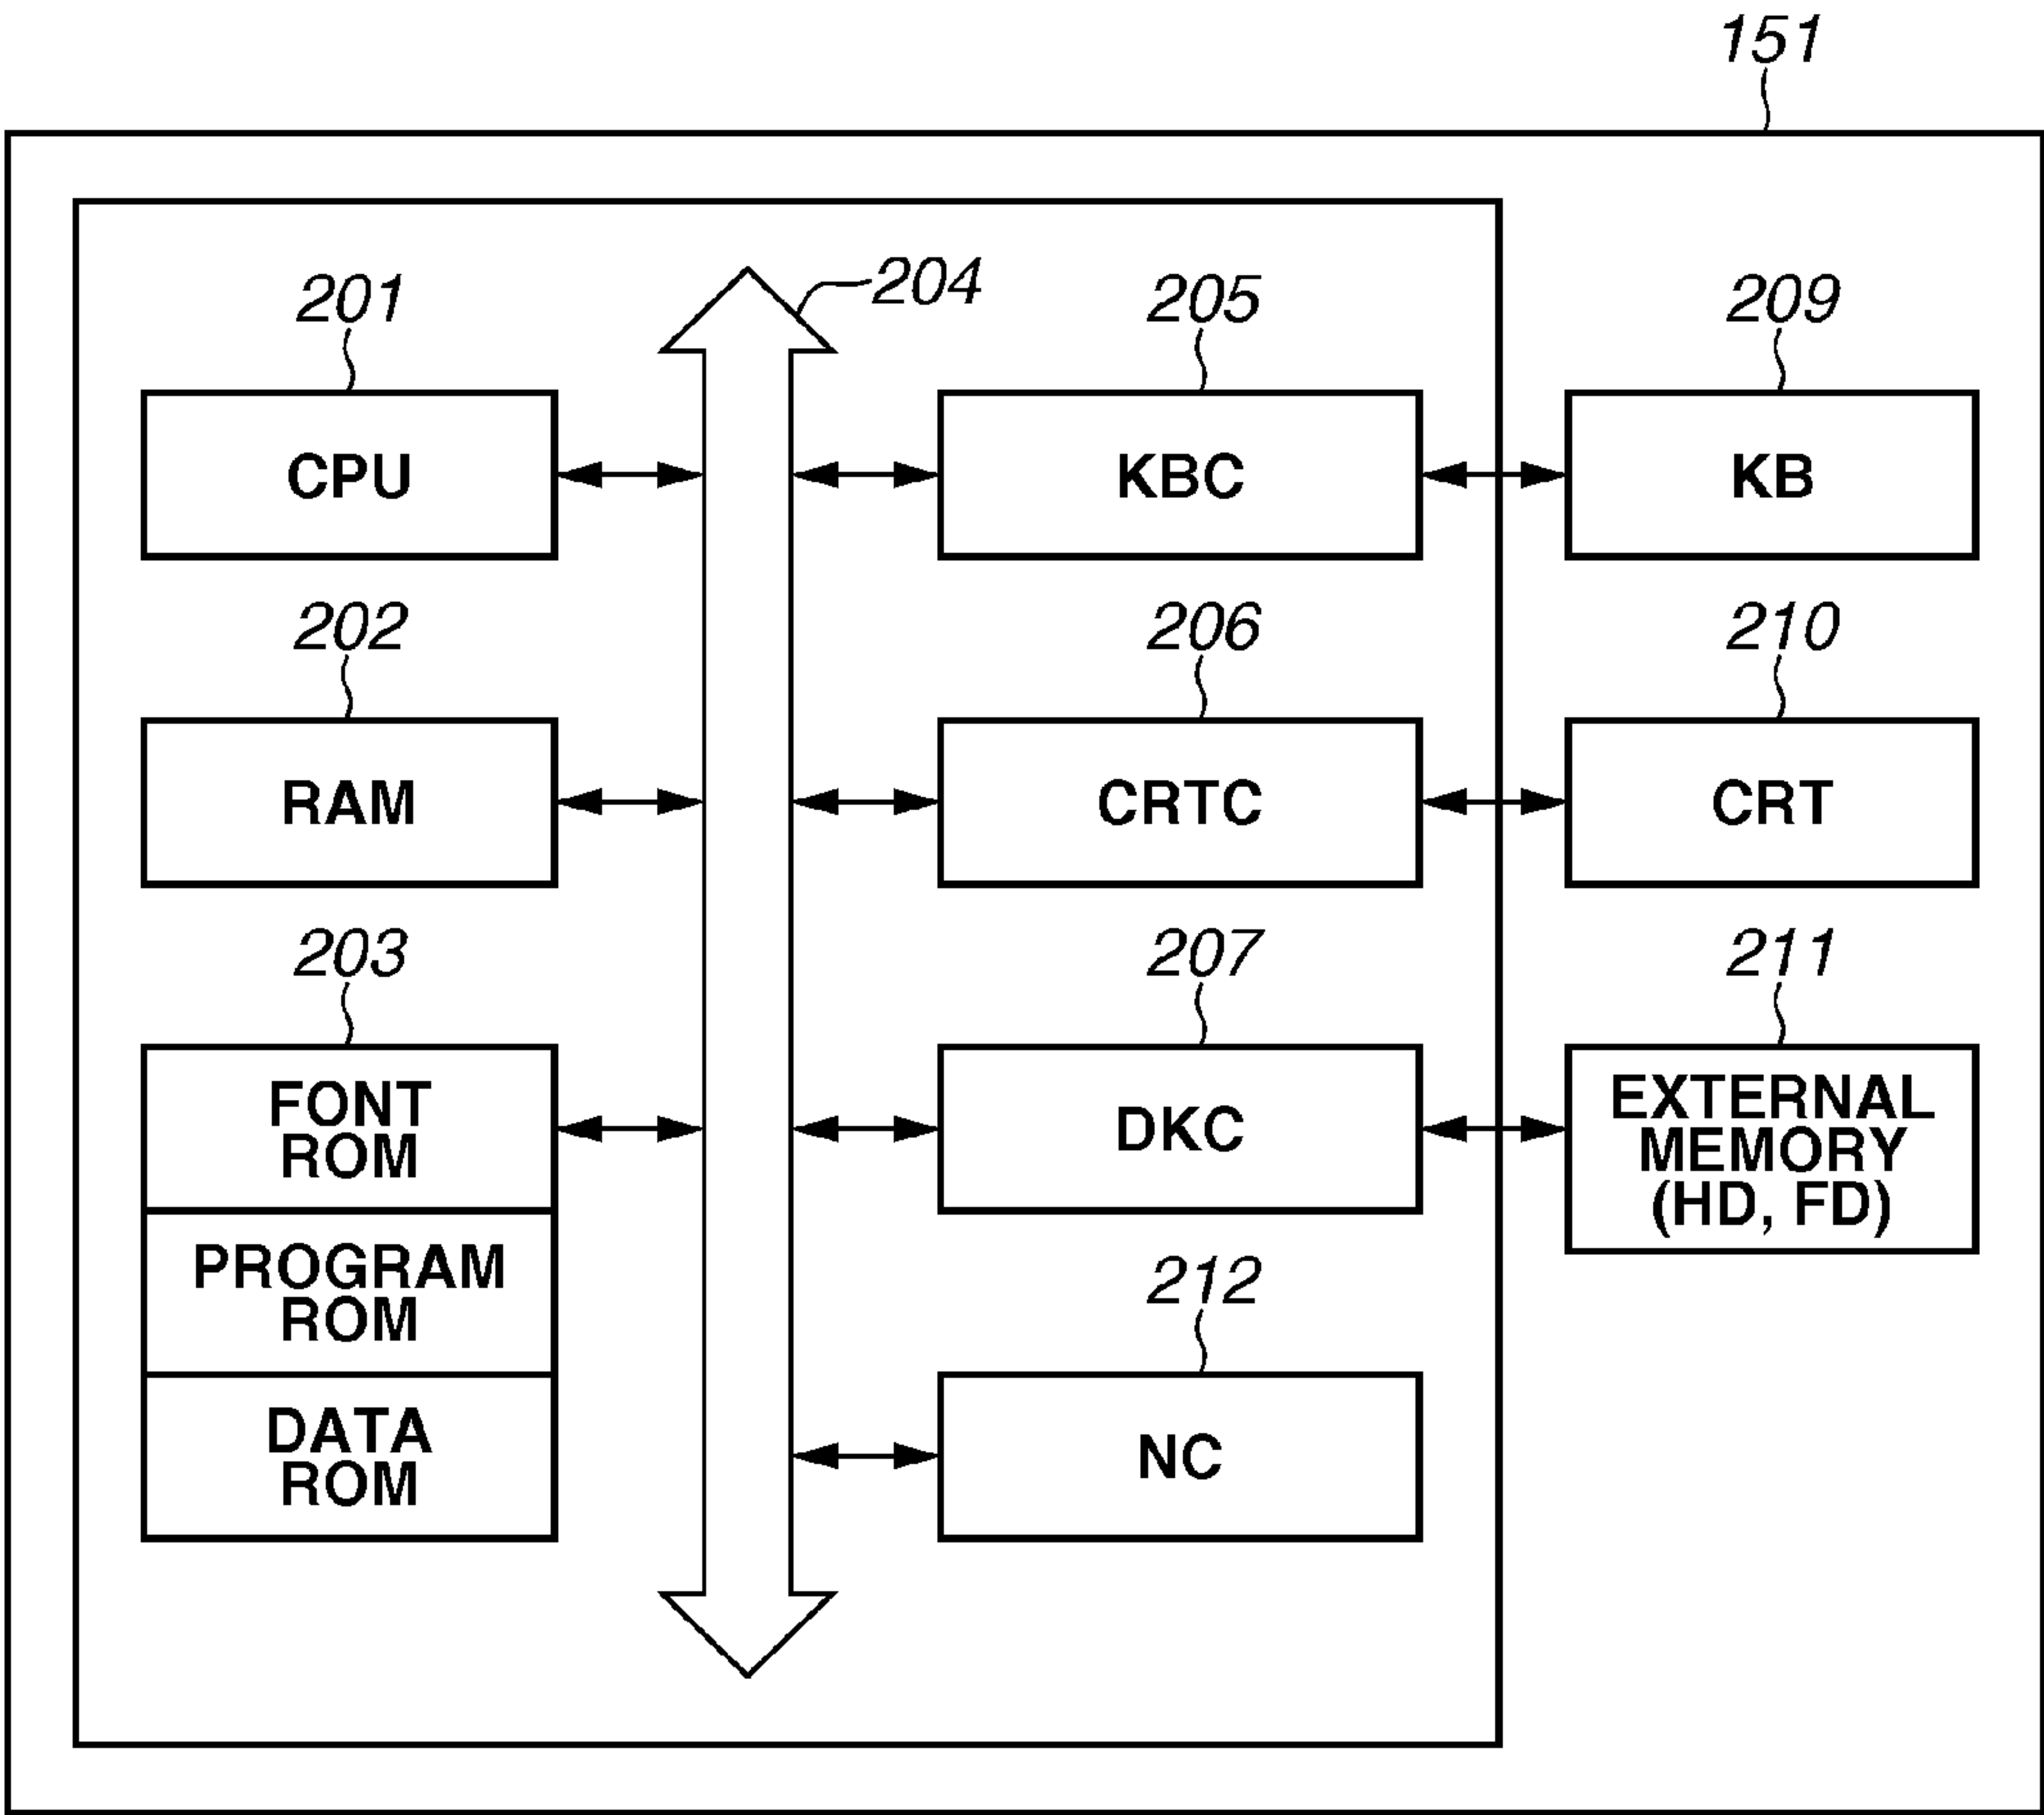 151
201
204
205
209
CPU
KBC
KB
202
206
210
RAM
CRTC
CRT
203
207
211
FONT
ROM
DKC
EXTERNAL
MEMORY
(HD, FD)
PROGRAM
ROM
212
DATA
ROM
NC